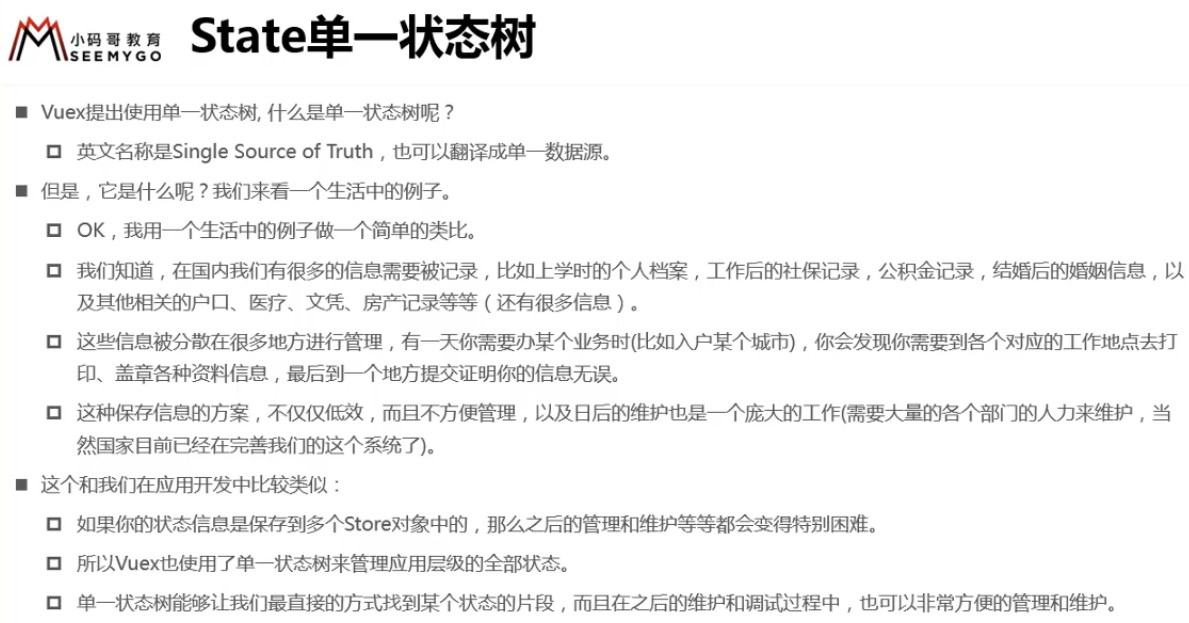 小码哥教育
SEEMYGO
State单一状态树
■ Vuex提出使用单一状态树, 什么是单一状态树呢？
英文名称是Single Source of Truth，也可以翻译成单一数据源。
■ 但是，它是什么呢？我们来看一个生活中的例子。
OK，我用一个生活中的例子做一个简单的类比。
我们知道，在国内我们有很多的信息需要被记录，比如上学时的个人档案，工作后的社保记录，公积金记录，结婚后的婚姻信息，以
及其他相关的户口、医疗、文凭、房产记录等等（还有很多信息）。
这些信息被分散在很多地方进行管理，有一天你需要办某个业务时(比如入户某个城市)，你会发现你需要到各个对应的工作地点去打
印、盖章各种资料信息，最后到一个地方提交证明你的信息无误。
这种保存信息的方案，不仅仅低效，而且不方便管理，以及日后的维护也是一个庞大的工作(需要大量的各个部门的人力来维护，当
然国家目前已经在完善我们的这个系统了)。
■ 这个和我们在应用开发中比较类似：
如果你的状态信息是保存到多个Store对象中的，那么之后的管理和维护等等都会变得特别困难。
所以Vuex也使用了单一状态树来管理应用层级的全部状态。
单一状态树能够让我们最直接的方式找到某个状态的片段，而且在之后的维护和调试过程中，也可以非常方便的管理和维护。